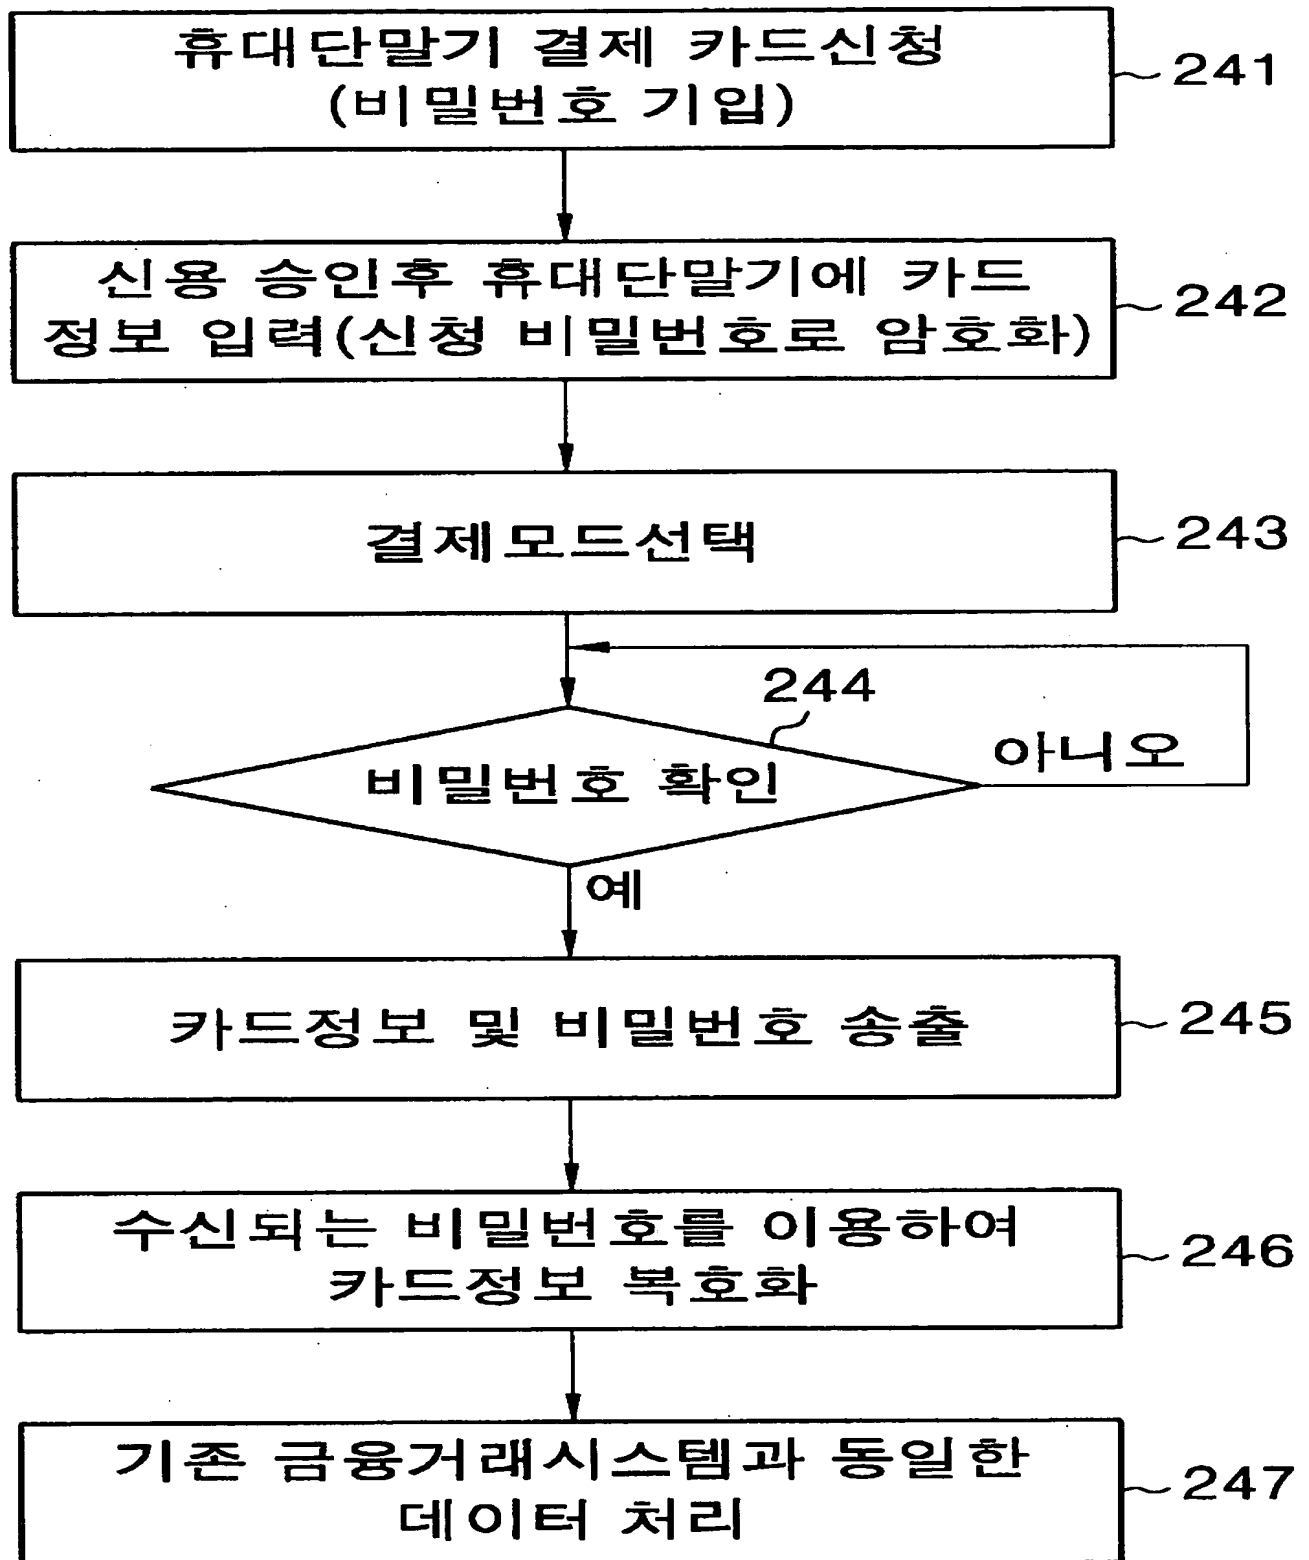 휴대단말기 결제 카드신청
(비밀번호 기입)
241
신용 승인후 휴대단말기에 카드
정보 입력(신청 비밀번호로 암호화)
242
결제모드선택
243
244
비밀번호 확인
아니오
예
카드정보 및 비밀번호 송출
245
수신되는 비밀번호를 이용하여
카드정보 복호화
246
기존 금융거래시스템과 동일한
데이터 처리
247